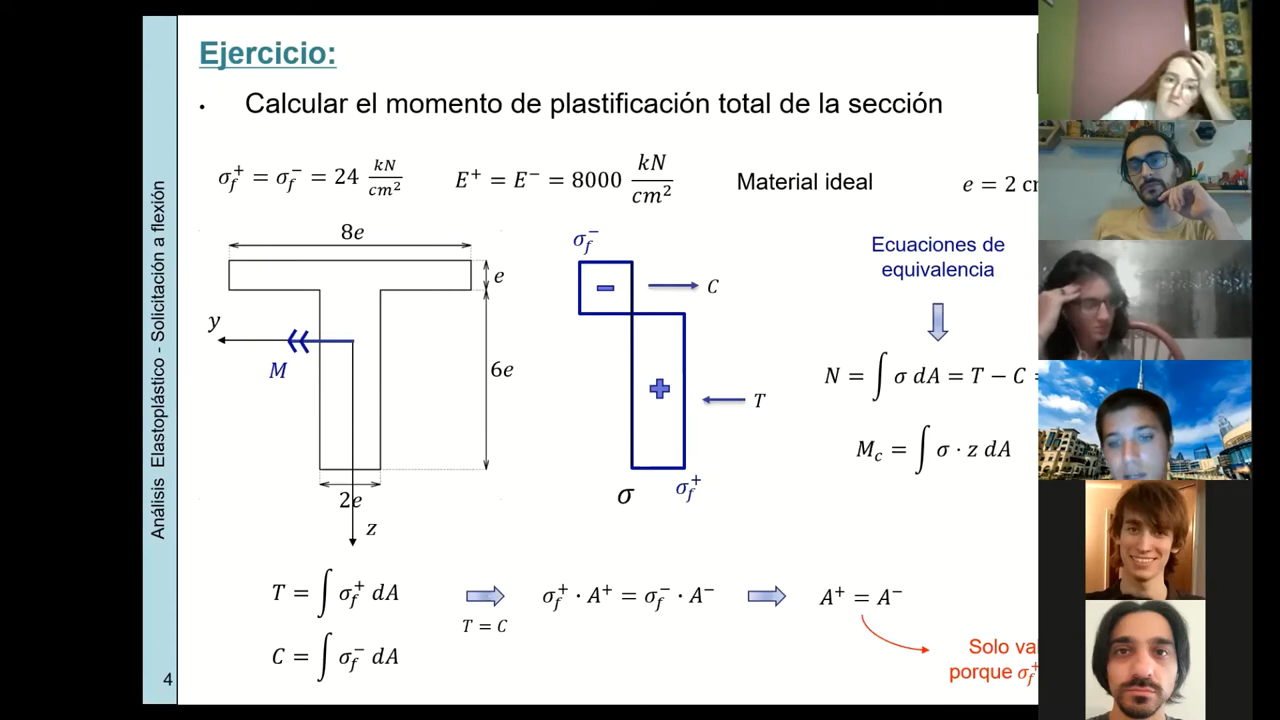 Análisis Elastoplástico - Solicitación a flexión
4
Ejercicio:
• Calcular el momento de plastificación total de la sección
σ_f^+ = σ_f^- = 24 kN/cm²
E^+ = E^- = 8000 kN/cm²
Material ideal
e = 2
8e
e
6e
2e
y
M
z
σ_f^-
C
T
σ
σ_f^+
Ecuaciones de
equivalencia
N = ∫ σ dA = T − C =
M_c = ∫ σ · z dA
T = ∫ σ_f^+ dA
C = ∫ σ_f^- dA
T = C
σ_f^+ · A^+ = σ_f^- · A^-
A^+ = A^-
Solo
porque σ_f^+